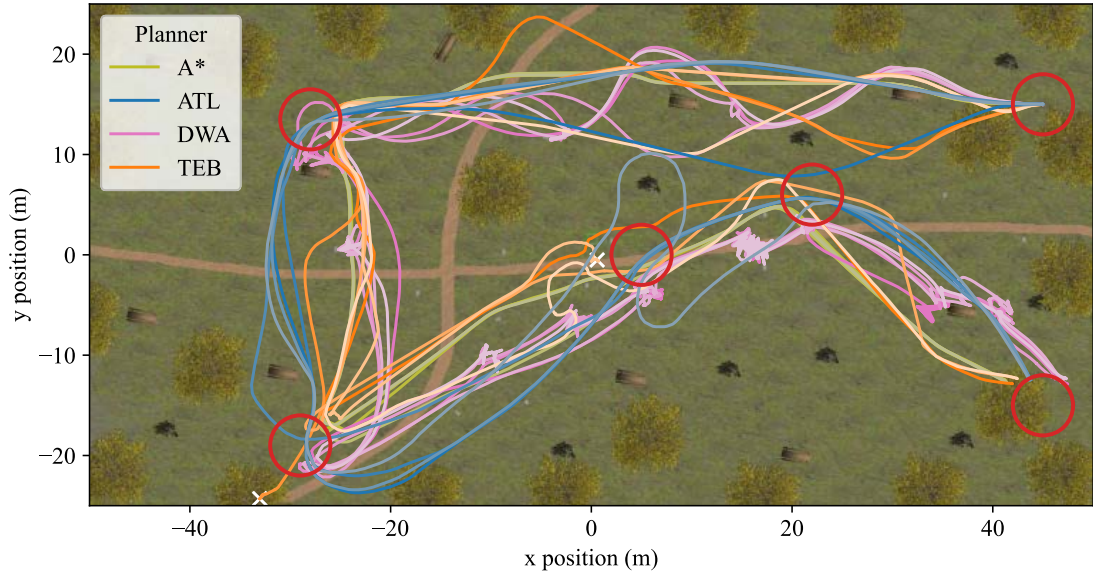 Planner
A*
ATL
DWA
TEB
20
10
0
−10
−20
y position (m)
−40
−20
0
20
40
x position (m)